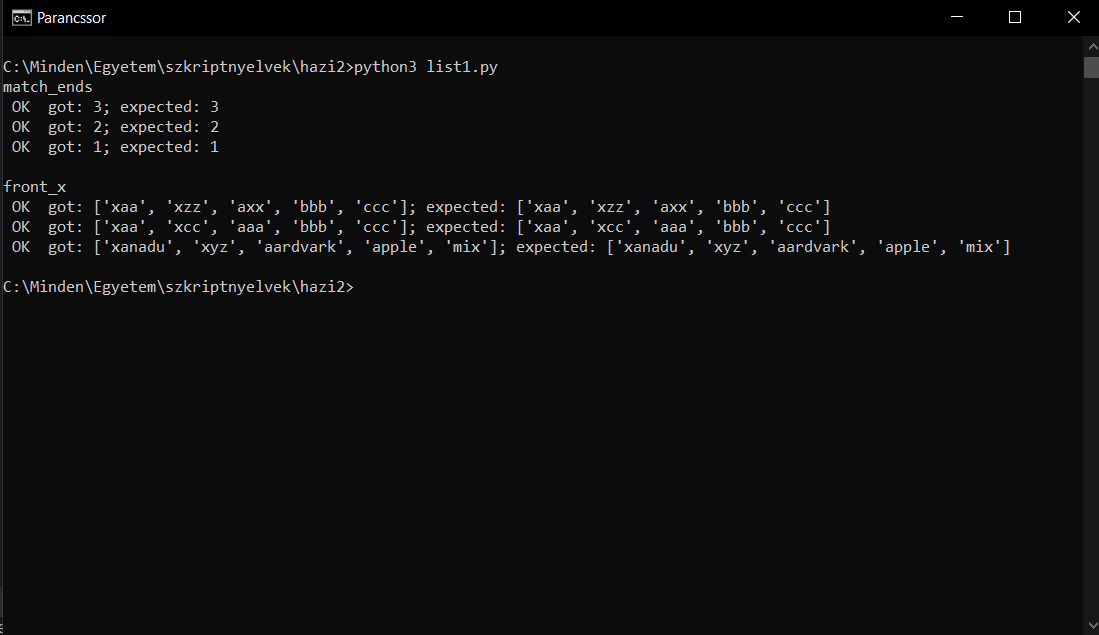 Parancssor
C:\Minden\Egyetem\szkriptnyelvek\hazi2>python3 list1.py
match_ends
 OK  got: 3; expected: 3
 OK  got: 2; expected: 2
 OK  got: 1; expected: 1
front_x
 OK  got: ['xaa', 'xzz', 'axx', 'bbb', 'ccc']; expected: ['xaa', 'xzz', 'axx', 'bbb', 'ccc']
 OK  got: ['xaa', 'xcc', 'aaa', 'bbb', 'ccc']; expected: ['xaa', 'xcc', 'aaa', 'bbb', 'ccc']
 OK  got: ['xanadu', 'xyz', 'aardvark', 'apple', 'mix']; expected: ['xanadu', 'xyz', 'aardvark', 'apple', 'mix']
C:\Minden\Egyetem\szkriptnyelvek\hazi2>